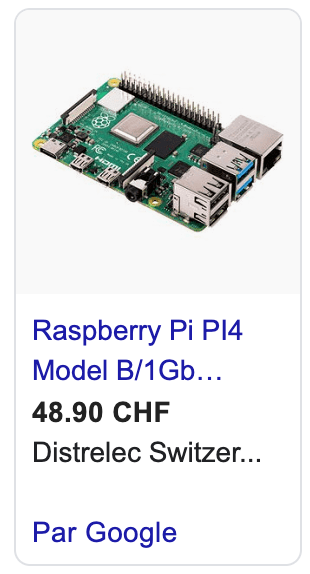 Raspberry Pi PI4
Model B/1Gb...
48.90 CHF
Distrelec Switzer...
Par Google